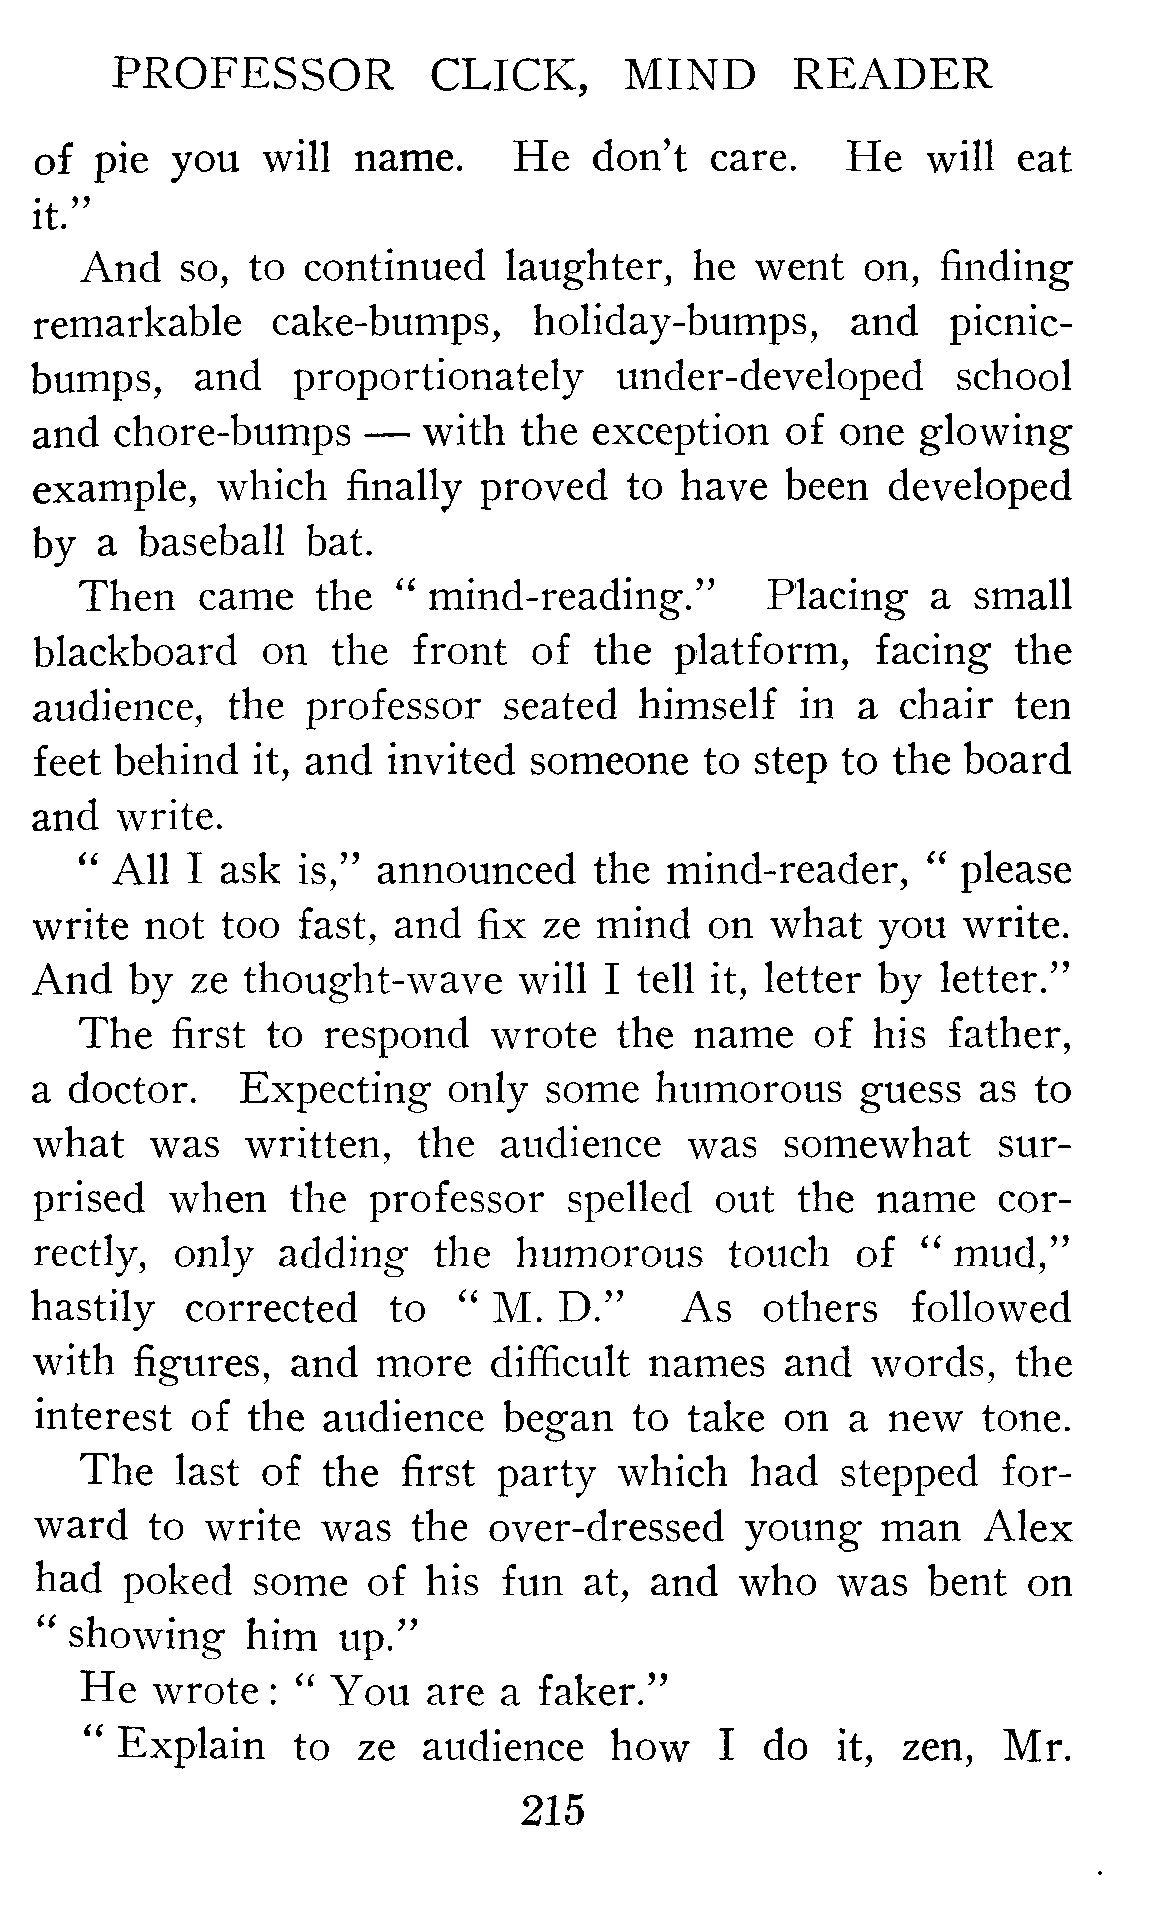 PROFESSOR CLICK, MIND READER
of pie you will name. He don't care. He will eat
it.”
And so, to continued laughter, he went on, finding
remarkable cake-bumps, holiday-bumps, and picnic-
bumps, and proportionately under-developed school
and chore-bumps — with the exception of one glowing
example, which finally proved to have been developed
by a baseball bat.
Then came the “ mind-reading.” Placing a small
blackboard on the front of the platform, facing the
audience, the professor seated himself in a chair ten
feet behind it, and invited someone to step to the board
and write.
“ All I ask is,” announced the mind-reader, “ please
write not too fast, and fix ze mind on what you write.
And by ze thought-wave will I tell it, letter by letter.”
The first to respond wrote the name of his father,
a doctor. Expecting only some humorous guess as to
what was written, the audience was somewhat sur-
prised when the professor spelled out the name cor-
rectly, only adding the humorous touch of “ mud,”
hastily corrected to “ M. D.” As others followed
with figures, and more difficult names and words, the
interest of the audience began to take on a new tone.
The last of the first party which had stepped for-
ward to write was the over-dressed young man Alex
had poked some of his fun at, and who was bent on
“ showing him up.”
He wrote : “ You are a faker.”
“ Explain to ze audience how I do it, zen, Mr.
215